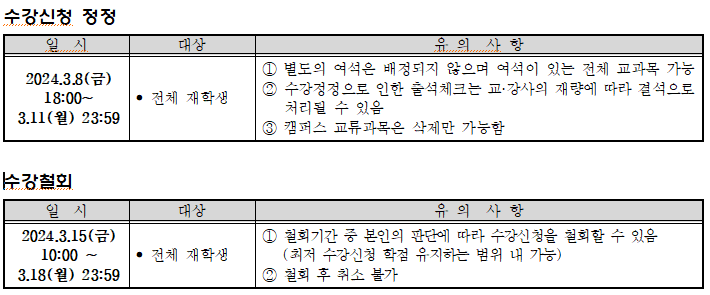 수강신청 정정
일 시 대상 유 의 사 항
2024.3.8(금)
18:00~
3.11(월) 23:59
• 전체 재학생
① 별도의 여석은 배정되지 않으며 여석이 있는 전체 교과목 가능
② 수강정정으로 인한 출석체크는 교·강사의 재량에 따라 결석으로
처리될 수 있음
③ 캠퍼스 교류과목은 삭제만 가능함
수강철회
일 시 대상 유 의 사 항
2024.3.15(금)
10:00 ~
3.18(월) 23:59
• 전체 재학생
① 철회기간 중 본인의 판단에 따라 수강신청을 철회할 수 있음
(최저 수강신청 학점 유지하는 범위 내 가능)
② 철회 후 취소 불가